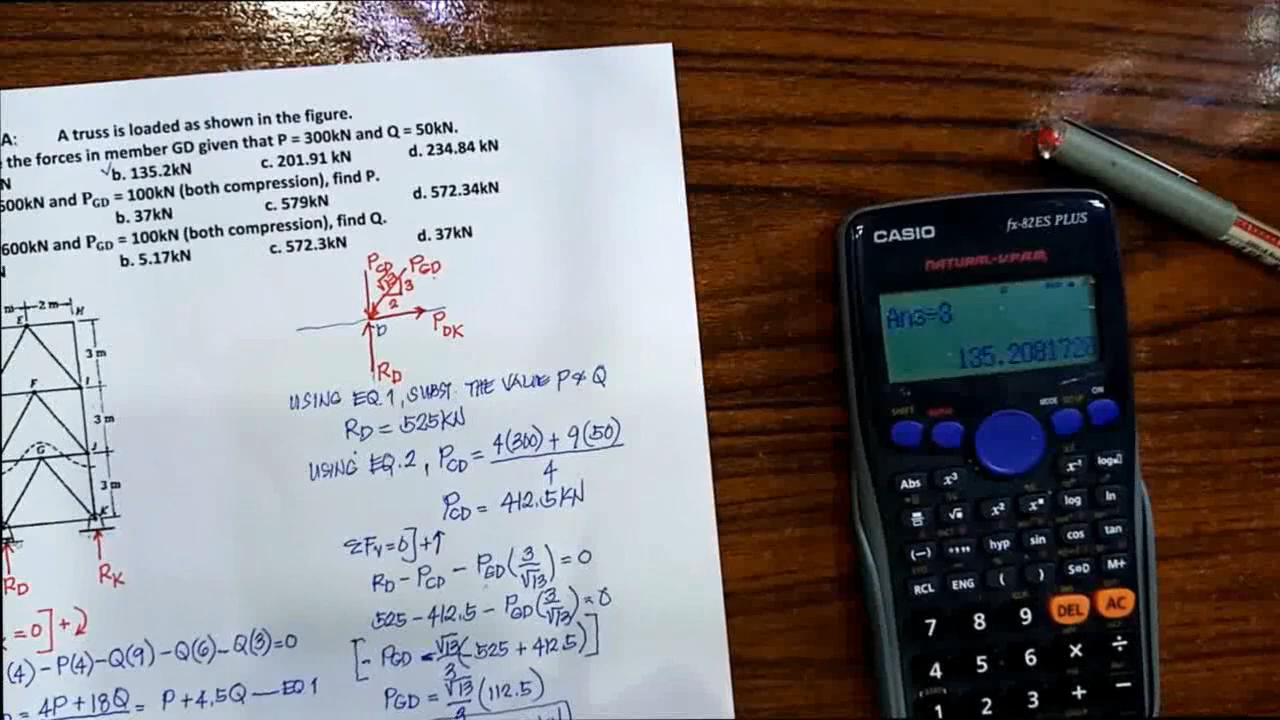 A: A truss is loaded as shown in the figure.
the forces in member GD given that P = 300kN and Q = 50kN.
N √b. 135.2kN c. 201.91 kN d. 234.84 kN
600kN and PGD = 100kN (both compression), find P.
b. 37kN c. 579kN d. 572.34kN
600kN and PGD = 100kN (both compression), find Q.
b. 5.17kN c. 572.3kN d. 37kN
m 2 m H
E
3 m
F I
3 m
G J
3 m
K
RD RK
PCD PGD
√13 3
2
D PDK
RD
USING EQ.1, SUBST. THE VALUE P & Q
RD = 525KN
USING EQ.2, PCD = 4(300) + 9(50)
4
PCD = 412.5KN
ΣFV=0]+↑
RD - PCD - PGD(3/√13) = 0
525 - 412.5 - PGD(3/√13) = 0
[- PGD = √13/3 (-525 + 412.5)]
PGD = √13/3 (112.5)
= 0]+
(4) - P(4) - Q(9) - Q(6) - Q(3) = 0
= 4P + 18Q = P + 4.5Q — EQ 1
CASIO fx-82ES PLUS
NATURAL-V.P.A.M.
Ans÷3
135.208172
SHIFT ALPHA MODE SETUP ON
Abs x³ x⁻¹ log
√ x² log ln
(−) hyp sin cos tan
RCL ENG ( ) S⇔D M+
7 8 9 DEL AC
4 5 6 × ÷
1 2 3 + −